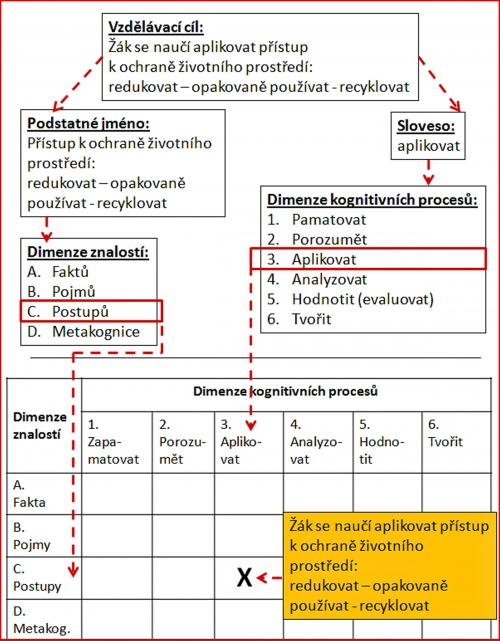 Vzdělávací cíl:
Žák se naučí aplikovat přístup
k ochraně životního prostředí:
redukovat – opakovaně používat - recyklovat
Podstatné jméno:
Přístup k ochraně životního
prostředí:
redukovat – opakovaně
používat - recyklovat
Sloveso:
aplikovat
Dimenze znalostí:
A. Faktů
B. Pojmů
C. Postupů
D. Metakognice
Dimenze kognitivních procesů:
1. Pamatovat
2. Porozumět
3. Aplikovat
4. Analyzovat
5. Hodnotit (evaluovat)
6. Tvořit
Dimenze
znalostí
Dimenze kognitivních procesů
1.
Zapa-
matovat
2.
Porozu-
mět
3.
Apliko-
vat
4.
Analyzo-
vat
5.
Hodno-
tit
6.
Tvořit
A.
Fakta
B.
Pojmy
C.
Postupy
X
D.
Metakog.
Žák se naučí aplikovat přístup
k ochraně životního
prostředí:
redukovat – opakovaně
používat - recyklovat